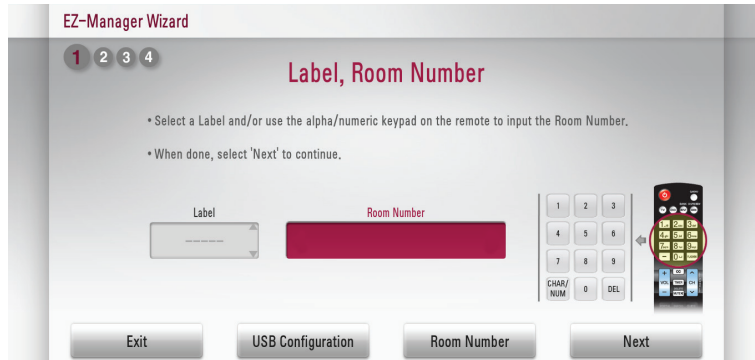 EZ-Manager Wizard
1 2 3 4
Label, Room Number
• Select a Label and/or use the alpha/numeric keypad on the remote to input the Room Number.
• When done, select 'Next' to continue.
Label
-----
Room Number
1 2 3
4 5 6
7 8 9
CHAR/
NUM 0 DEL
VOL
CH
Exit
USB Configuration
Room Number
Next